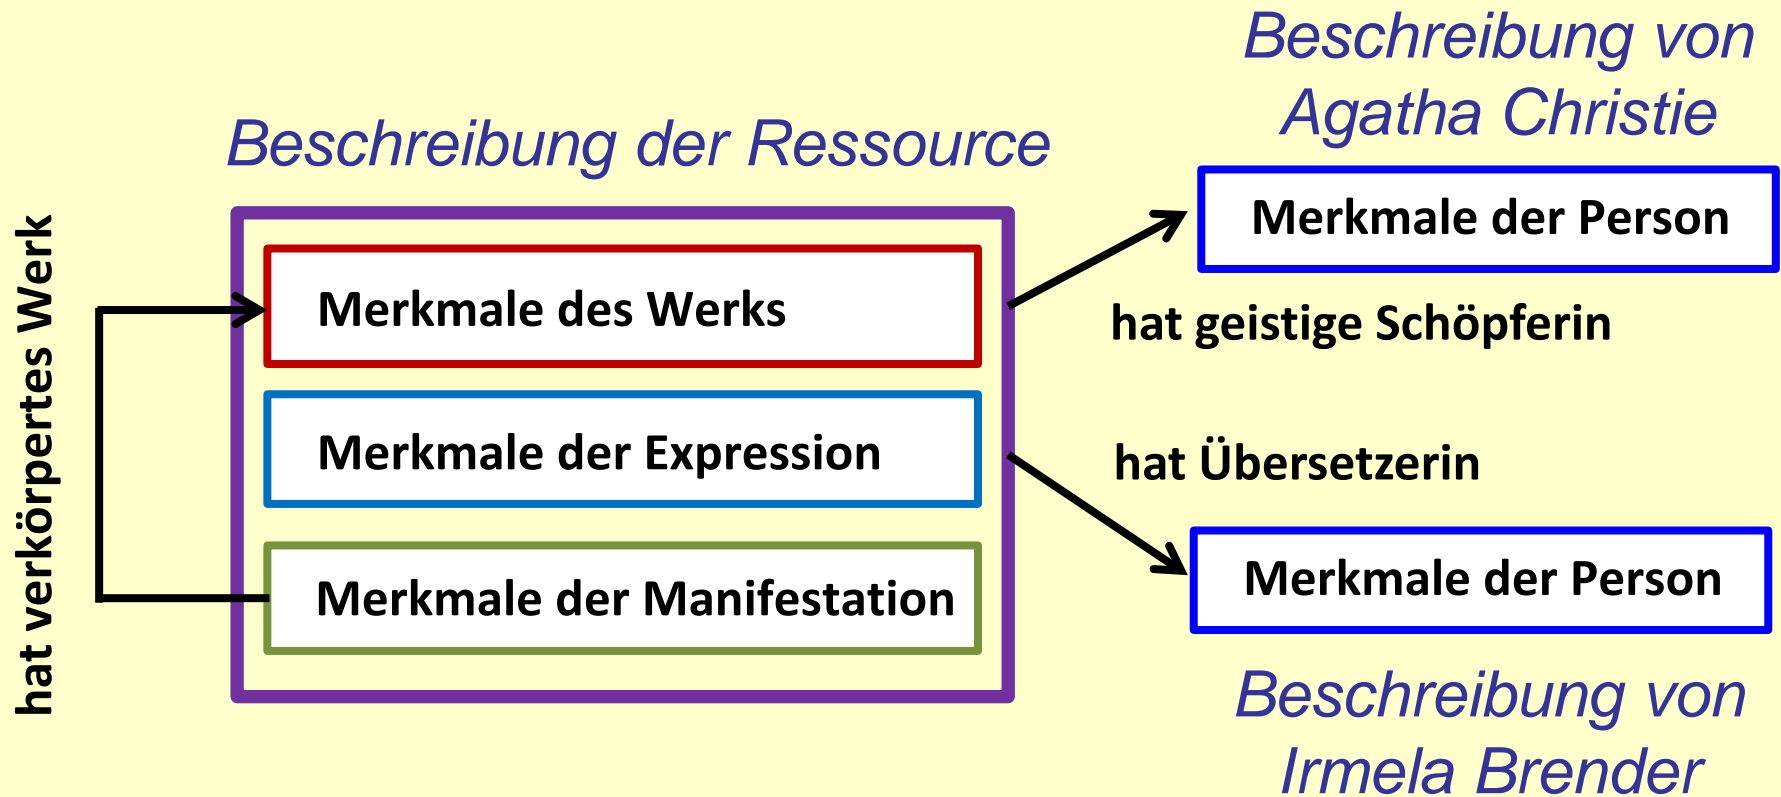 Beschreibung von
Agatha Christie
Beschreibung der Ressource
Merkmale der Person
hat verkörpertes Werk
Merkmale des Werks
hat geistige Schöpferin
Merkmale der Expression
hat Übersetzerin
Merkmale der Person
Merkmale der Manifestation
Beschreibung von
Irmela Brender